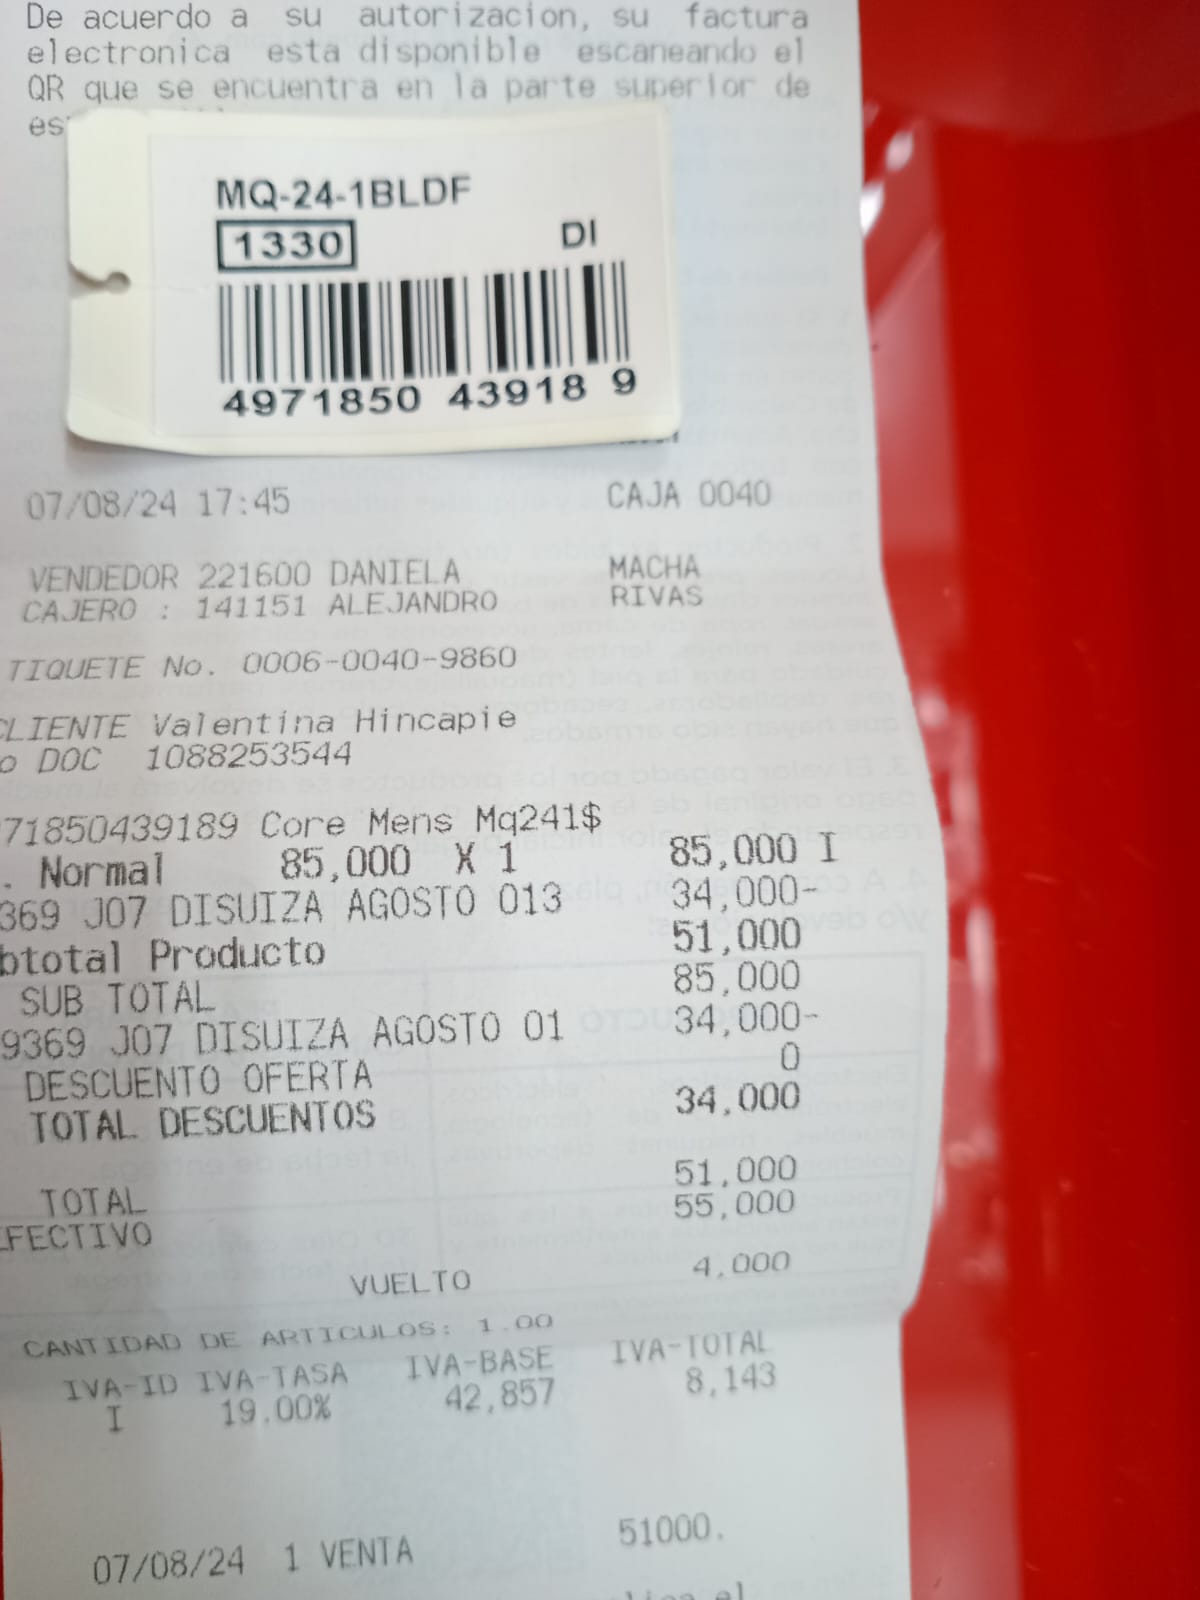 De acuerdo a su autorizacion, su factura
electronica esta disponible escaneando el
QR que se encuentra en la parte superior de
MQ-24-1BLDF
1330 DI
4971850 43918 9
07/08/24 17:45 CAJA 0040
VENDEDOR 221600 DANIELA MACHA
CAJERO : 141151 ALEJANDRO RIVAS
TIQUETE No. 0006-0040-9860
CLIENTE Valentina Hincapie
o DOC 1088253544
971850439189 Core Mens Mq241$
. Normal 85,000 X 1 85,000 I
369 J07 DISUIZA AGOSTO 013 34,000-
btotal Producto 51,000
SUB TOTAL 85,000
9369 J07 DISUIZA AGOSTO 01 34,000-
DESCUENTO OFERTA 0
TOTAL DESCUENTOS 34,000
TOTAL 51,000
EFECTIVO 55,000
VUELTO 4,000
CANTIDAD DE ARTICULOS: 1.00
IVA-ID IVA-TASA IVA-BASE IVA-TOTAL
I 19.00% 42,857 8,143
07/08/24 1 VENTA 51000.